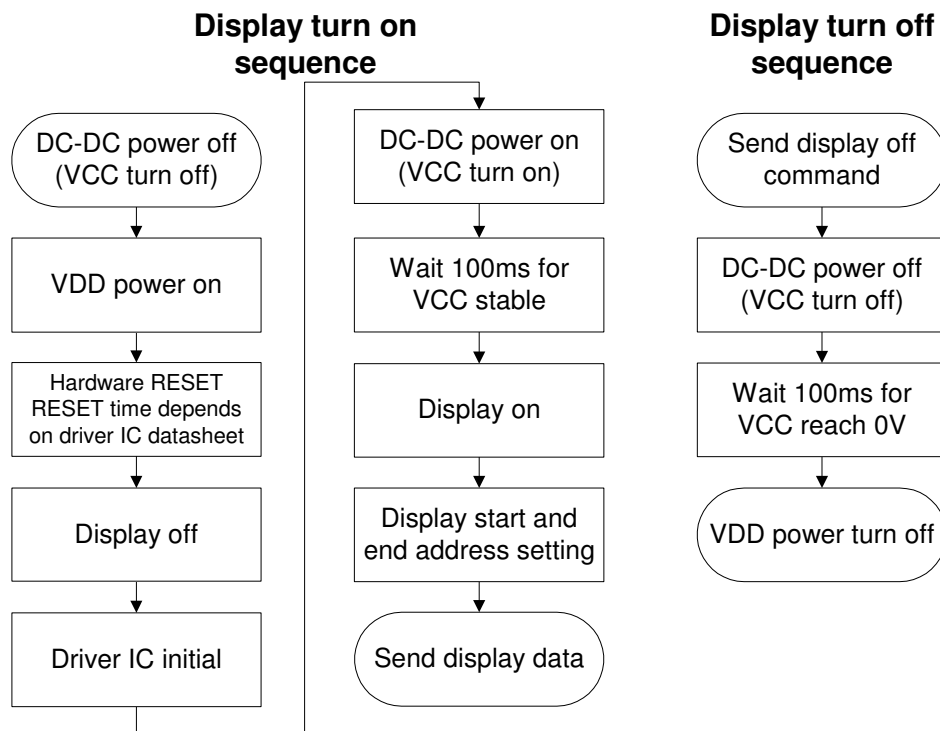 Display turn on
sequence
DC-DC power off
(VCC turn off)
VDD power on
Hardware RESET
RESET time depends
on driver IC datasheet
Display off
Driver IC initial
DC-DC power on
(VCC turn on)
Wait 100ms for
VCC stable
Display on
Display start and
end address setting
Send display data
Display turn off
sequence
Send display off
command
DC-DC power off
(VCC turn off)
Wait 100ms for
VCC reach 0V
VDD power turn off